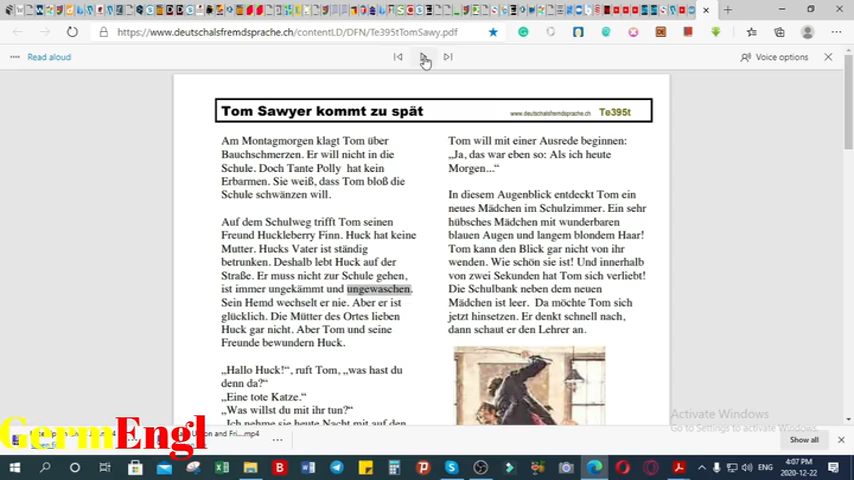 https://www.deutschalsfremdsprache.ch/contentLD/DFN/Te395tTomSawy.pdf
Read aloud
Voice options
Tom Sawyer kommt zu spät
www.deutschalsfremdsprache.ch Te395t
Am Montagmorgen klagt Tom über
Bauchschmerzen. Er will nicht in die
Schule. Doch Tante Polly hat kein
Erbarmen. Sie weiß, dass Tom bloß die
Schule schwänzen will.
Auf dem Schulweg trifft Tom seinen
Freund Huckleberry Finn. Huck hat keine
Mutter. Hucks Vater ist ständig
betrunken. Deshalb lebt Huck auf der
Straße. Er muss nicht zur Schule gehen,
ist immer ungekämmt und ungewaschen.
Sein Hemd wechselt er nie. Aber er ist
glücklich. Die Mütter des Ortes lieben
Huck gar nicht. Aber Tom und seine
Freunde bewundern Huck.
„Hallo Huck!“, ruft Tom, „was hast du
denn da?“
„Eine tote Katze.“
„Was willst du mit ihr tun?“
„Ich nehme sie heute Nacht mit auf den
Tom will mit einer Ausrede beginnen:
„Ja, das war eben so: Als ich heute
Morgen...“
In diesem Augenblick entdeckt Tom ein
neues Mädchen im Schulzimmer. Ein sehr
hübsches Mädchen mit wunderbaren
blauen Augen und langem blondem Haar!
Tom kann den Blick gar nicht von ihr
wenden. Wie schön sie ist! Und innerhalb
von zwei Sekunden hat Tom sich verliebt!
Die Schulbank neben dem neuen
Mädchen ist leer. Da möchte Tom sich
jetzt hinsetzen. Er denkt schnell nach,
dann schaut er den Lehrer an.
Activate Windows
Go to Settings to activate Windows.
GermEngl
and Fri....mp4
Show all
ENG
4:07 PM
2020-12-22